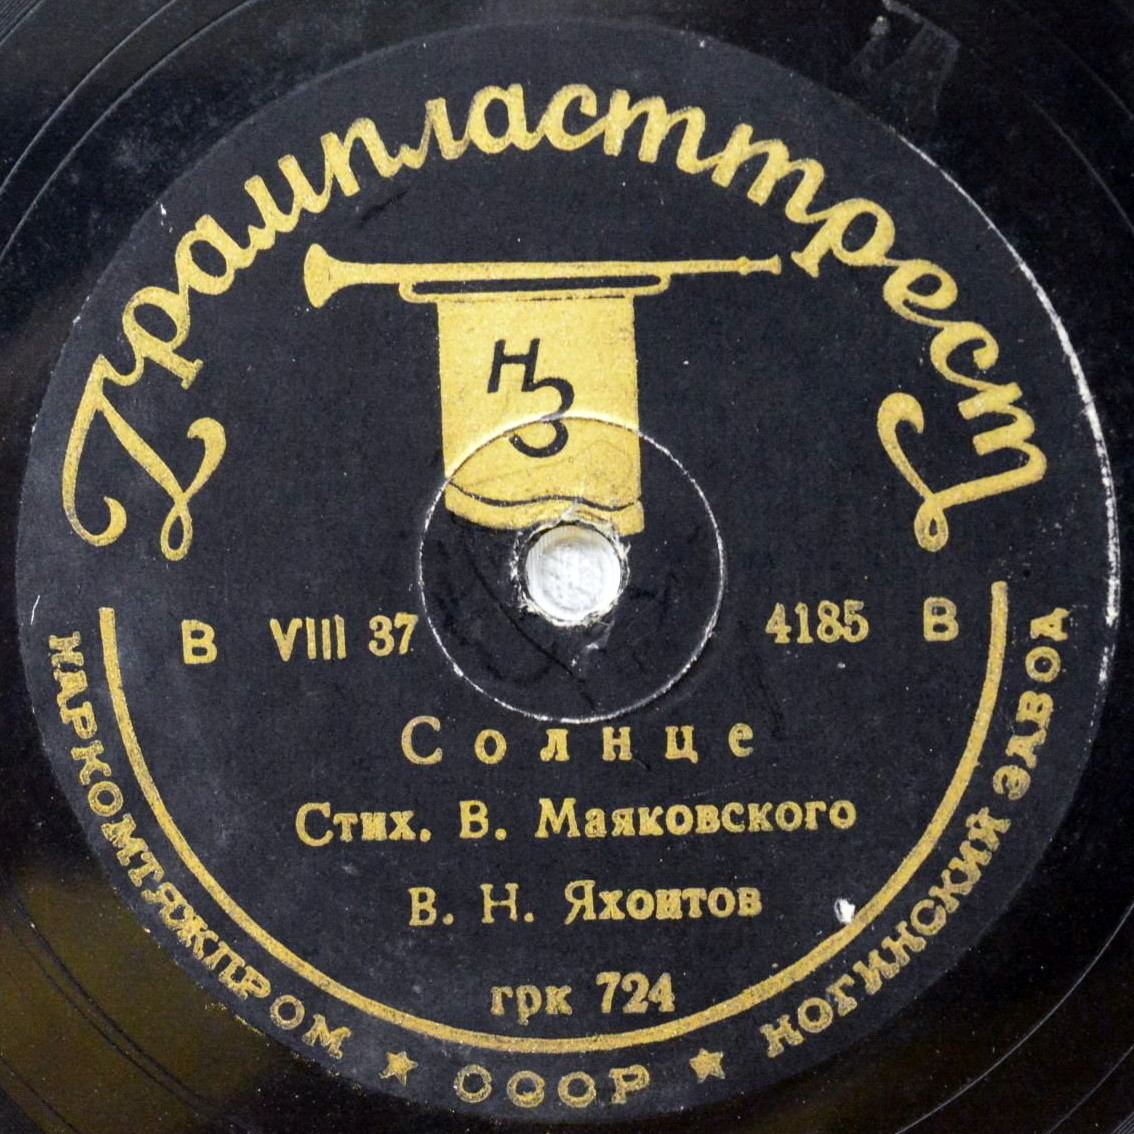 Грампласттрест
НЗ
В VIII 37 4185 В
Солнце
Стих. В. Маяковского
В. Н. Яхонтов
грк 724
НАРКОМТЯЖПРОМ ★ СССР ★ НОГИНСКИЙ ЗАВОД